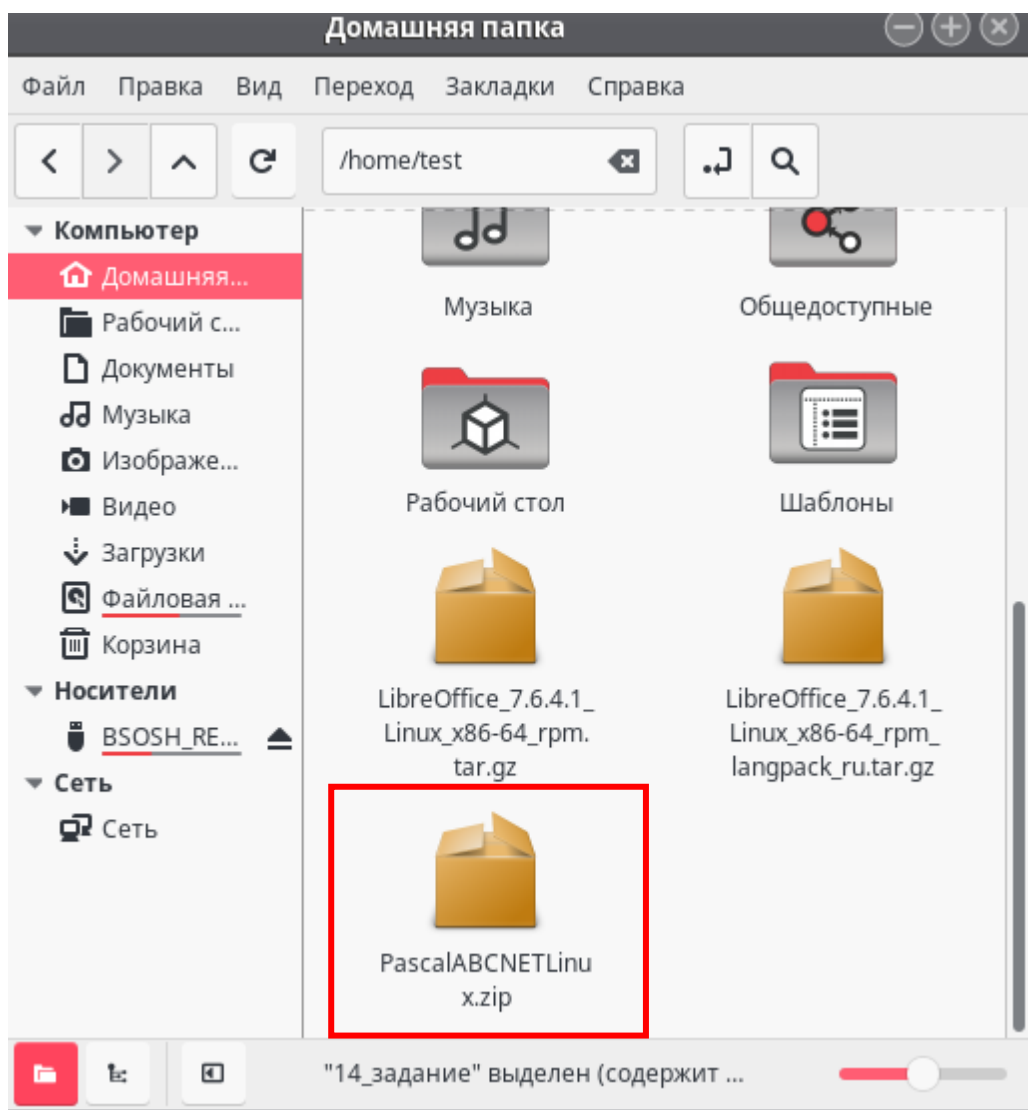 Домашняя папка
Файл Правка Вид Переход Закладки Справка
/home/test
Компьютер
Домашняя...
Рабочий с...
Документы
Музыка
Изображе...
Видео
Загрузки
Файловая ...
Корзина
Носители
BSOSH_RE...
Сеть
Сеть
Музыка
Общедоступные
Рабочий стол
Шаблоны
LibreOffice_7.6.4.1_
Linux_x86-64_rpm.
tar.gz
LibreOffice_7.6.4.1_
Linux_x86-64_rpm_
langpack_ru.tar.gz
PascalABCNETLinu
x.zip
"14_задание" выделен (содержит ...